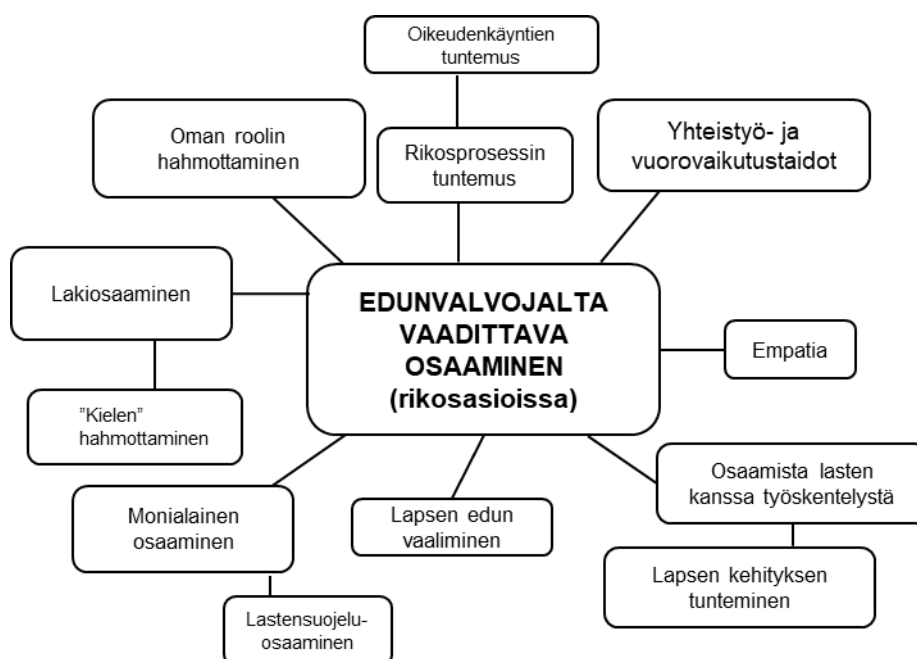 Oikeudenkäyntien
tuntemus
Oman roolin
hahmottaminen
Rikosprosessin
tuntemus
Yhteistyö- ja
vuorovaikutustaidot
Lakiosaaminen
EDUNVALVOJALTA
VAADITTAVA
OSAAMINEN
(rikosasioissa)
Empatia
”Kielen”
hahmottaminen
Monialainen
osaaminen
Lapsen edun
vaaliminen
Osaamista lasten
kanssa työskentelystä
Lapsen kehityksen
tunteminen
Lastensuojelu-
osaaminen